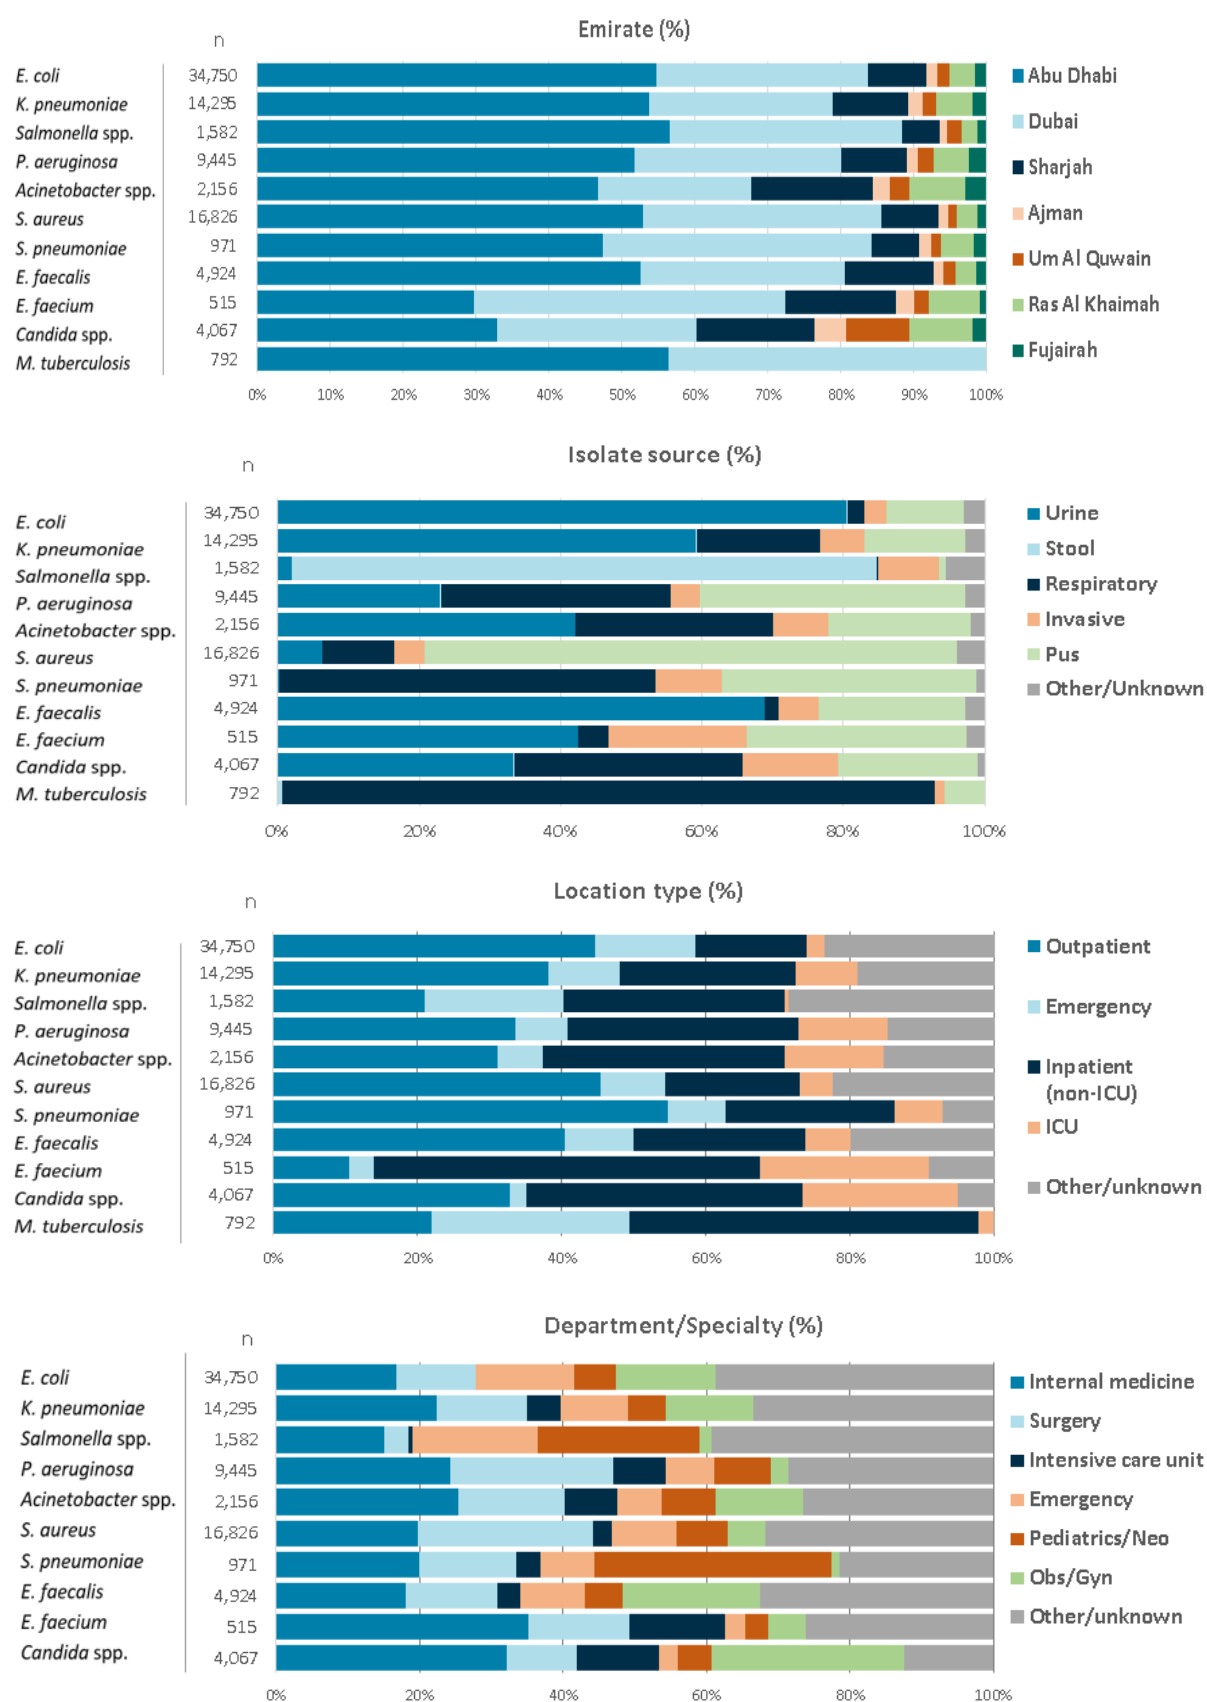 Emirate (%)
n
E. coli 34,750
K. pneumoniae 14,295
Salmonella spp. 1,582
P. aeruginosa 9,445
Acinetobacter spp. 2,156
S. aureus 16,826
S. pneumoniae 971
E. faecalis 4,924
E. faecium 515
Candida spp. 4,067
M. tuberculosis 792
0% 10% 20% 30% 40% 50% 60% 70% 80% 90% 100%
Abu Dhabi
Dubai
Sharjah
Ajman
Um Al Quwain
Ras Al Khaimah
Fujairah
Isolate source (%)
n
E. coli 34,750
K. pneumoniae 14,295
Salmonella spp. 1,582
P. aeruginosa 9,445
Acinetobacter spp. 2,156
S. aureus 16,826
S. pneumoniae 971
E. faecalis 4,924
E. faecium 515
Candida spp. 4,067
M. tuberculosis 792
0% 20% 40% 60% 80% 100%
Urine
Stool
Respiratory
Invasive
Pus
Other/Unknown
Location type (%)
n
E. coli 34,750
K. pneumoniae 14,295
Salmonella spp. 1,582
P. aeruginosa 9,445
Acinetobacter spp. 2,156
S. aureus 16,826
S. pneumoniae 971
E. faecalis 4,924
E. faecium 515
Candida spp. 4,067
M. tuberculosis 792
0% 20% 40% 60% 80% 100%
Outpatient
Emergency
Inpatient
(non-ICU)
ICU
Other/unknown
Department/Specialty (%)
n
E. coli 34,750
K. pneumoniae 14,295
Salmonella spp. 1,582
P. aeruginosa 9,445
Acinetobacter spp. 2,156
S. aureus 16,826
S. pneumoniae 971
E. faecalis 4,924
E. faecium 515
Candida spp. 4,067
0% 20% 40% 60% 80% 100%
Internal medicine
Surgery
Intensive care unit
Emergency
Pediatrics/Neo
Obs/Gyn
Other/unknown